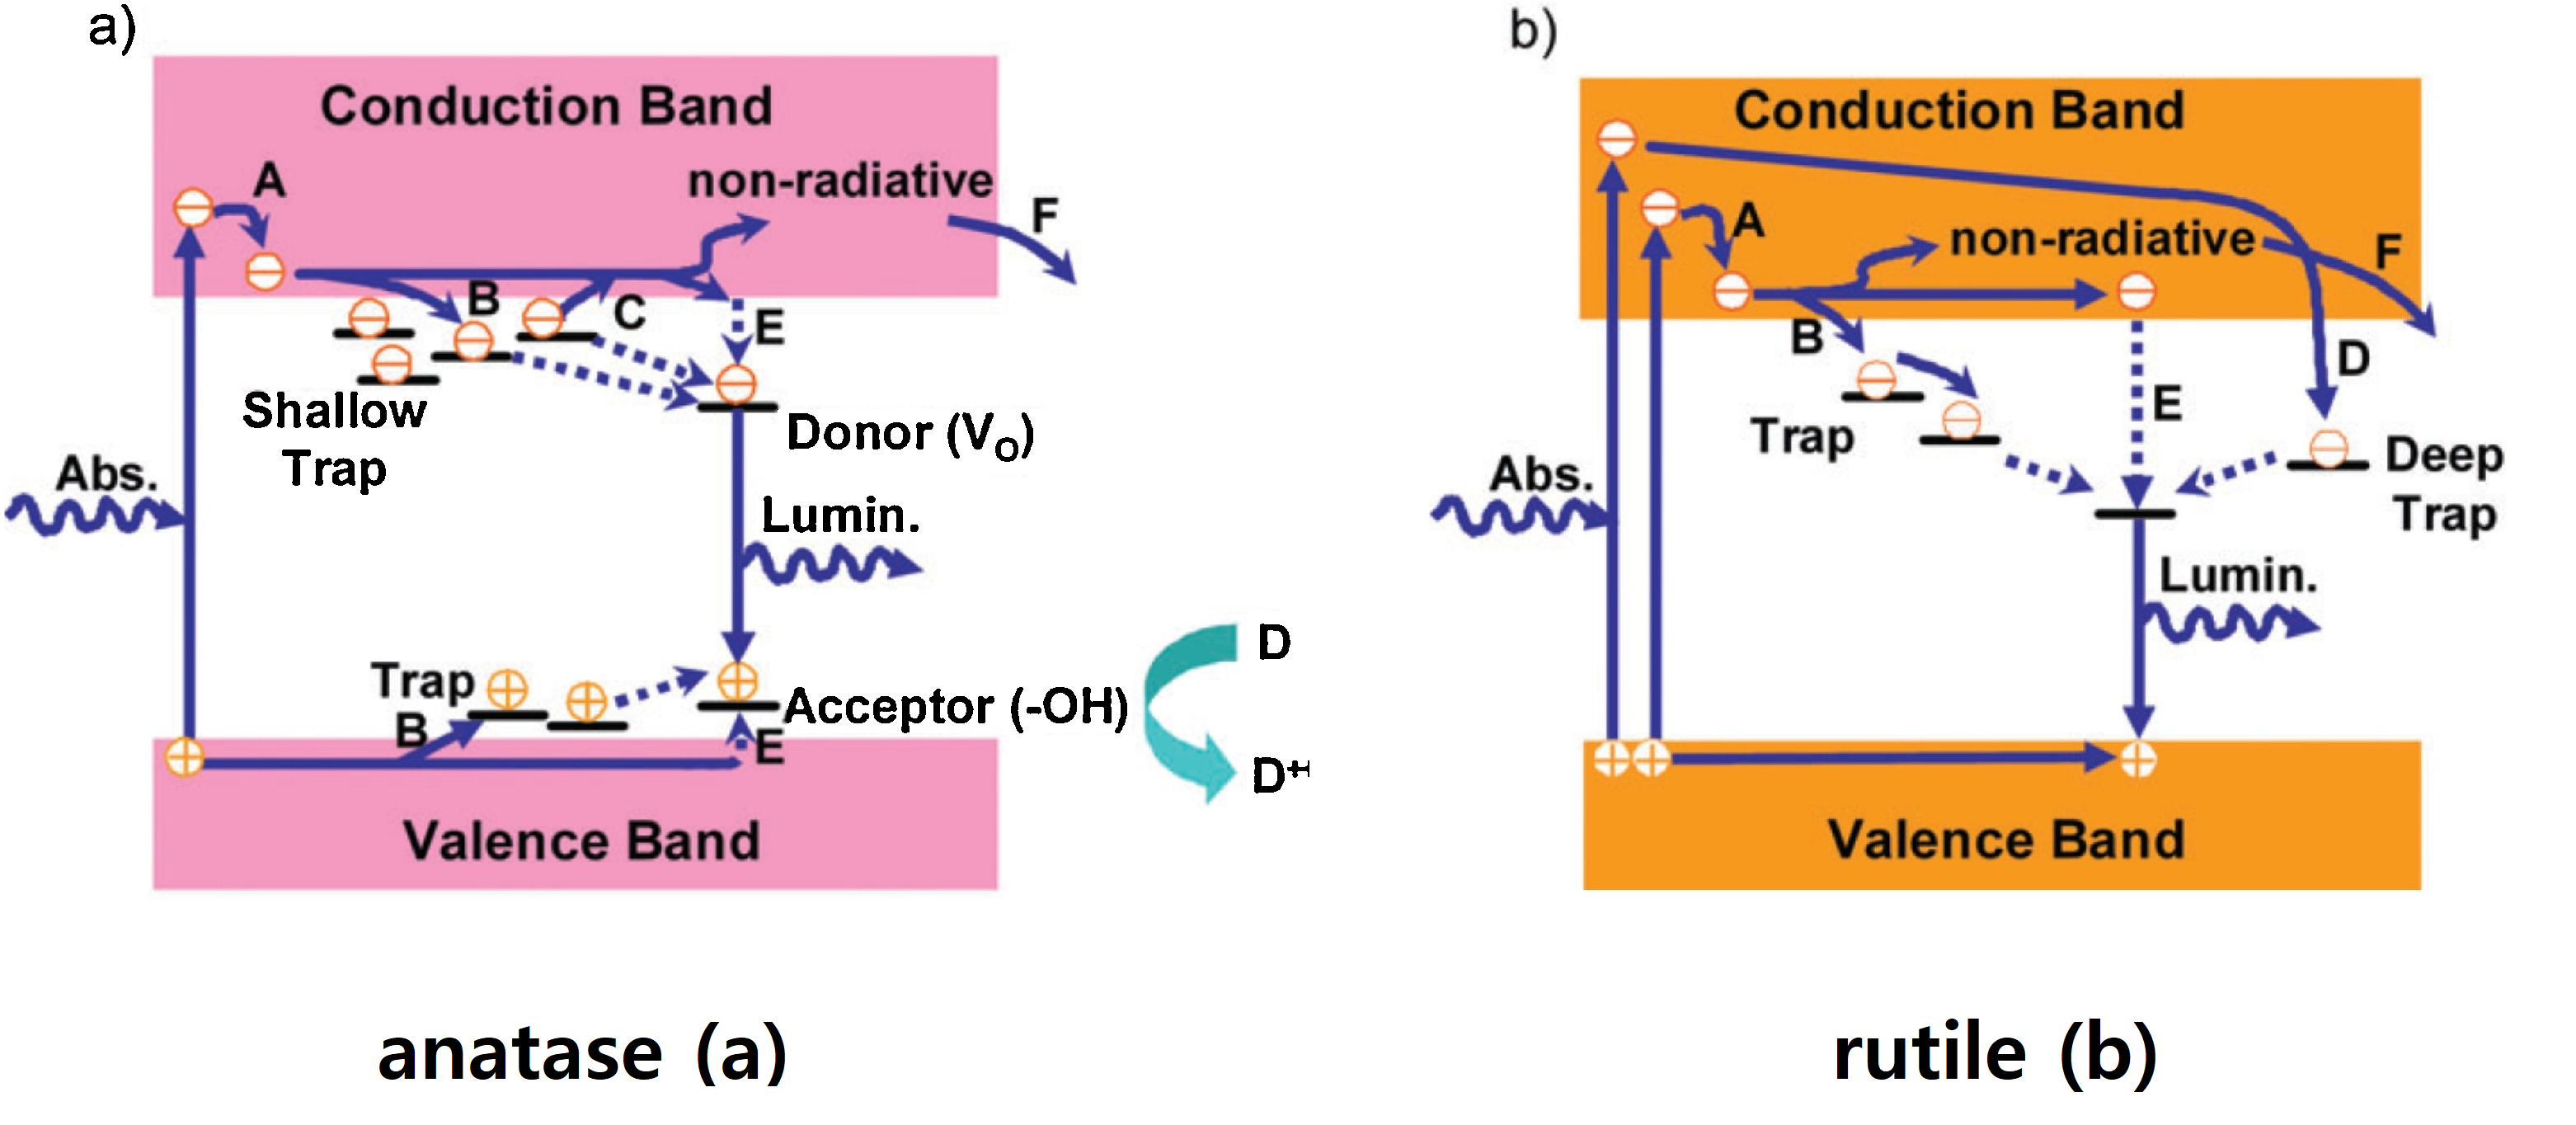 a)
Conduction Band
A
non-radiative
F
B
C
E
Shallow
Trap
Donor (VO)
Abs.
Lumin.
Trap
B
Acceptor (-OH)
E
Valence Band
D
D⁺
anatase (a)
b)
Conduction Band
A
non-radiative
F
B
D
Trap
E
Deep
Trap
Abs.
Lumin.
Valence Band
rutile (b)